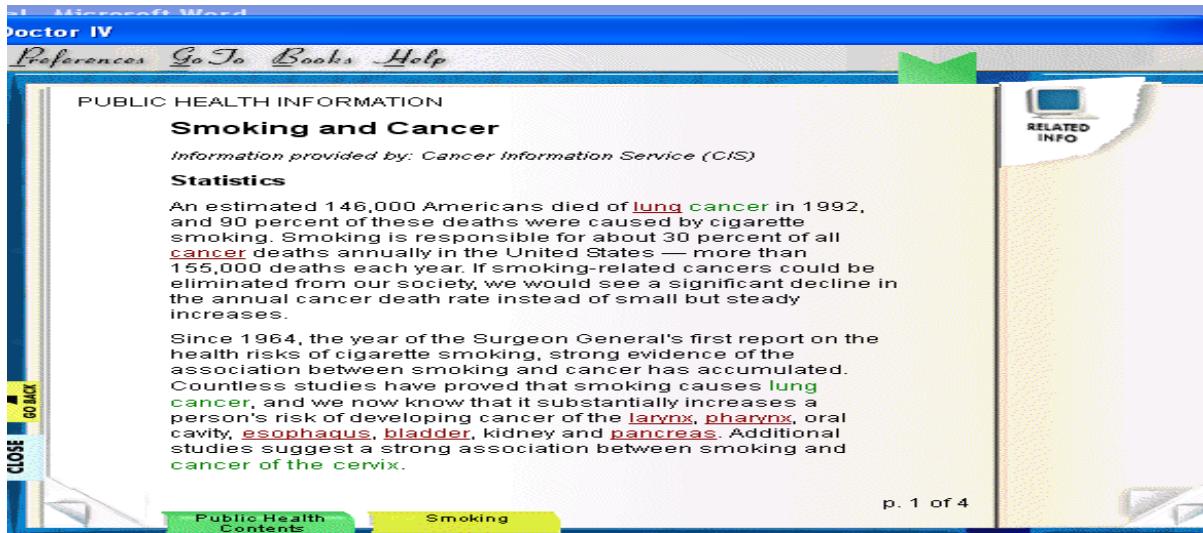 al - Microsoft Word
Doctor IV
Preferences Go To Books Help
PUBLIC HEALTH INFORMATION
RELATED
INFO
Smoking and Cancer
Information provided by: Cancer Information Service (CIS)
Statistics
An estimated 146,000 Americans died of lung cancer in 1992,
and 90 percent of these deaths were caused by cigarette
smoking. Smoking is responsible for about 30 percent of all
cancer deaths annually in the United States — more than
155,000 deaths each year. If smoking-related cancers could be
eliminated from our society, we would see a significant decline in
the annual cancer death rate instead of small but steady
increases.
Since 1964, the year of the Surgeon General's first report on the
health risks of cigarette smoking, strong evidence of the
association between smoking and cancer has accumulated.
Countless studies have proved that smoking causes lung
cancer, and we now know that it substantially increases a
person's risk of developing cancer of the larynx, pharynx, oral
cavity, esophagus, bladder, kidney and pancreas. Additional
studies suggest a strong association between smoking and
cancer of the cervix.
GO BACK
CLOSE
p. 1 of 4
Public Health
Contents
Smoking